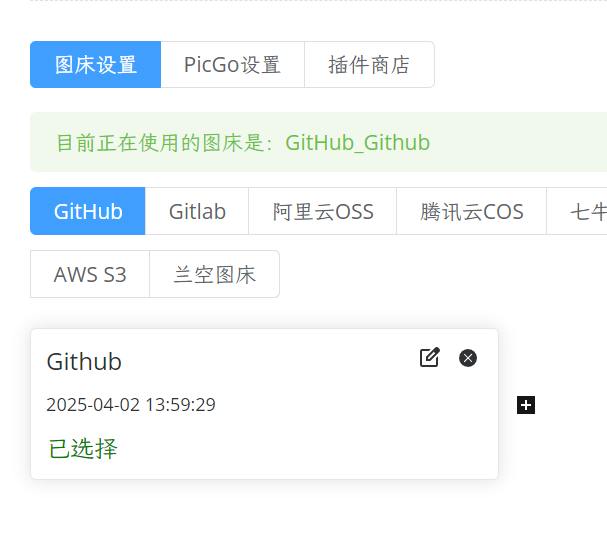 图床设置 PicGo设置 插件商店
目前正在使用的图床是：GitHub_Github
GitHub Gitlab 阿里云OSS 腾讯云COS 七牛
AWS S3 兰空图床
Github
2025-04-02 13:59:29
已选择